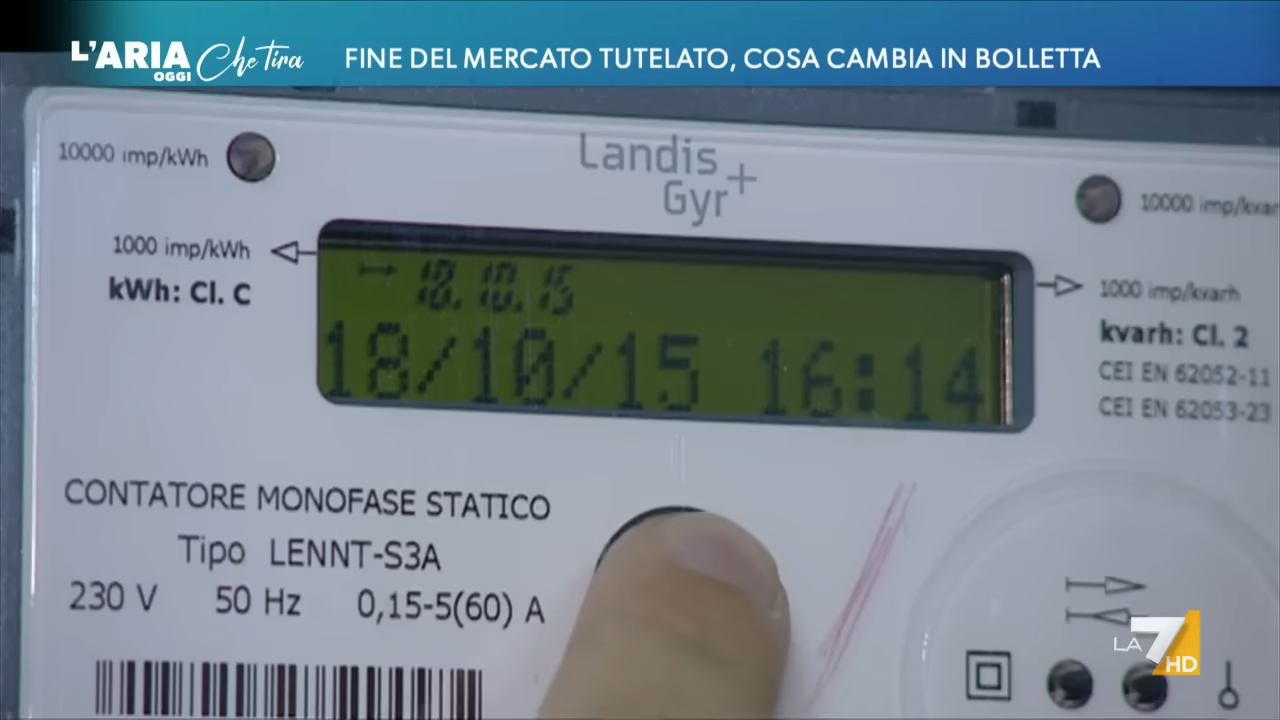 L'ARIA
OGGI
Che Tira
FINE DEL MERCATO TUTELATO, COSA CAMBIA IN BOLLETTA
10000 imp/kWh
Landis
Gyr+
10000 imp/kvar
1000 imp/kWh
kWh: Cl. C
18.10.15
18/10/15 16:14
1000 imp/kvarh
kvarh: Cl. 2
CEI EN 62052-11
CEI EN 62053-23
CONTATORE MONOFASE STATICO
Tipo LENNT-S3A
230 V 50 Hz 0,15-5(60) A
LA 7
HD